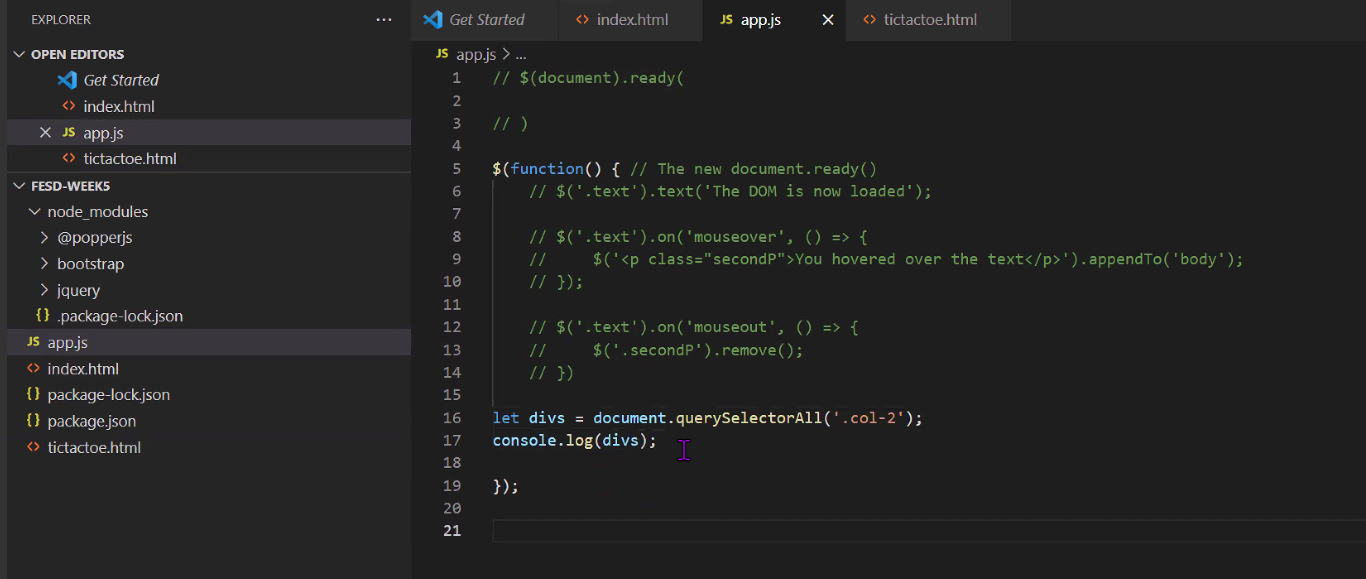 EXPLORER
OPEN EDITORS
Get Started
index.html
JS app.js
tictactoe.html
FESD-WEEK5
node_modules
@popperjs
bootstrap
jquery
{} .package-lock.json
JS app.js
index.html
{} package-lock.json
{} package.json
tictactoe.html
Get Started
index.html
JS app.js
tictactoe.html
JS app.js > ...
1 // $(document).ready(
2
3 // )
4
5 $(function() { // The new document.ready()
6 // $('.text').text('The DOM is now loaded');
7
8 // $('.text').on('mouseover', () => {
9 //     $('<p class="secondP">You hovered over the text</p>').appendTo('body');
10 // });
11
12 // $('.text').on('mouseout', () => {
13 //     $('.secondP').remove();
14 // })
15
16 let divs = document.querySelectorAll('.col-2');
17 console.log(divs);
18
19 });
20
21